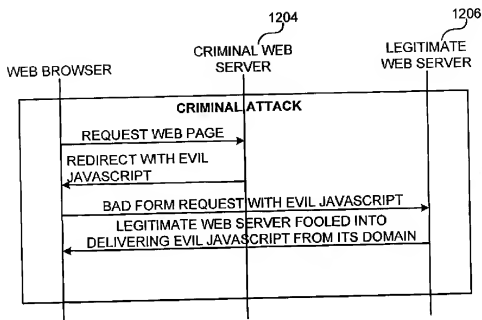 1204
1206
CRIMINAL WEB
SERVER
LEGITIMATE
WEB SERVER
WEB BROWSER
CRIMINAL ATTACK
REQUEST WEB PAGE
REDIRECT WITH EVIL
JAVASCRIPT
BAD FORM REQUEST WITH EVIL JAVASCRIPT
LEGITIMATE WEB SERVER FOOLED INTO
DELIVERING EVIL JAVASCRIPT FROM ITS DOMAIN